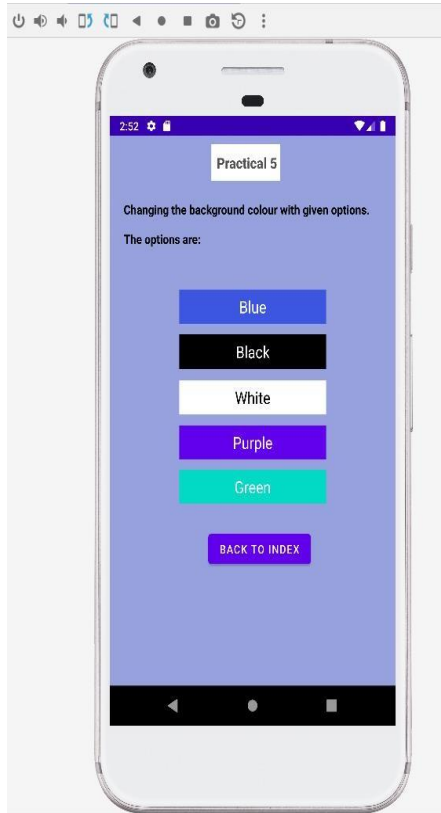 2:52
Practical 5
Changing the background colour with given options.
The options are:
Blue
Black
White
Purple
Green
BACK TO INDEX